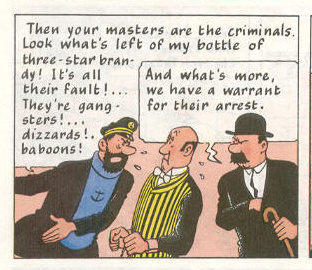 Then your masters are the criminals.
Look what's left of my bottle of
three-star bran-
dy! It's all
their fault!...
They're gang-
sters!...
dizzards!.
baboons!
And what's more,
we have a warrant
for their arrest.